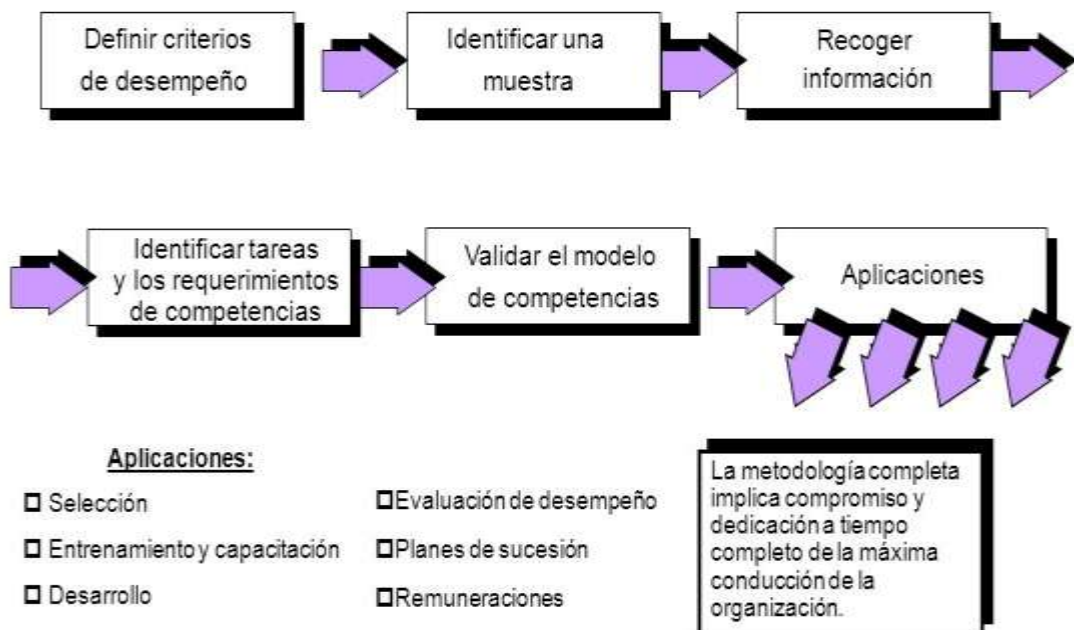 Definir criterios
de desempeño
Identificar una
muestra
Recoger
información
Identificar tareas
y los requerimientos
de competencias
Validar el modelo
de competencias
Aplicaciones
Aplicaciones:
Selección
Entrenamiento y capacitación
Desarrollo
Evaluación de desempeño
Planes de sucesión
Remuneraciones
La metodología completa
implica compromiso y
dedicación a tiempo
completo de la máxima
conducción de la
organización.